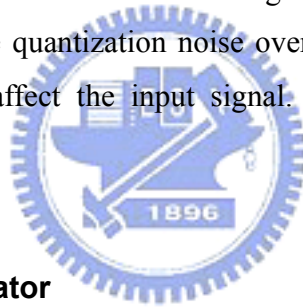 e quantization noise over
affect the input signal.
1896
ator